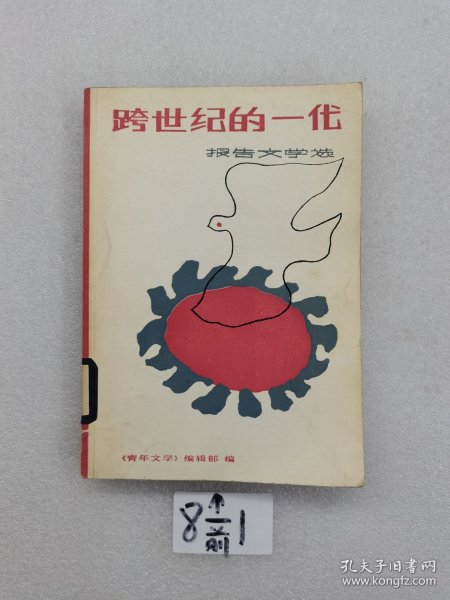 跨世纪的一代
报告文学选
《青年文学》编辑部 编
8 1
孔夫子旧书网
www.kongfz.com